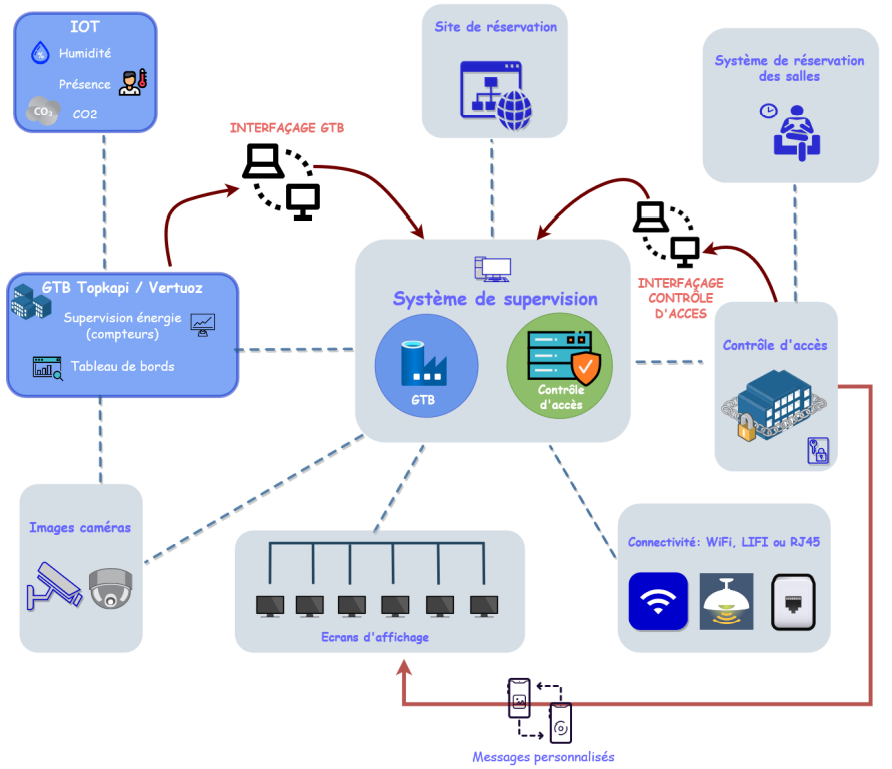 IOT
Humidité
Présence
CO₂
CO2
INTERFAÇAGE GTB
Site de réservation
Système de réservation
des salles
GTB Topkapi / Vertuoz
Supervision énergie
(compteurs)
Tableau de bords
Système de supervision
GTB
Contrôle
d'accès
INTERFAÇAGE
CONTRÔLE
D'ACCES
Contrôle d'accès
Images caméras
Ecrans d'affichage
Connectivité: WiFi, LIFI ou RJ45
Messages personnalisés